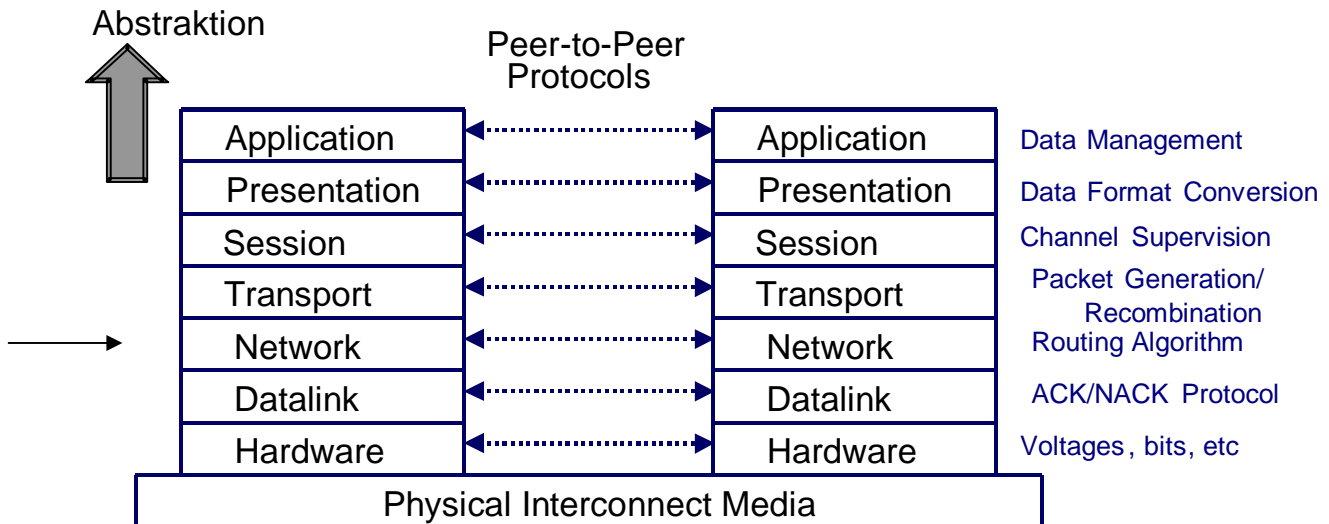 Abstraktion
Peer-to-Peer
Protocols
Application
Application
Data Management
Presentation
Presentation
Data Format Conversion
Session
Session
Channel Supervision
Transport
Transport
Packet Generation/
Recombination
Network
Network
Routing Algorithm
Datalink
Datalink
ACK/NACK Protocol
Hardware
Hardware
Voltages, bits, etc
Physical Interconnect Media